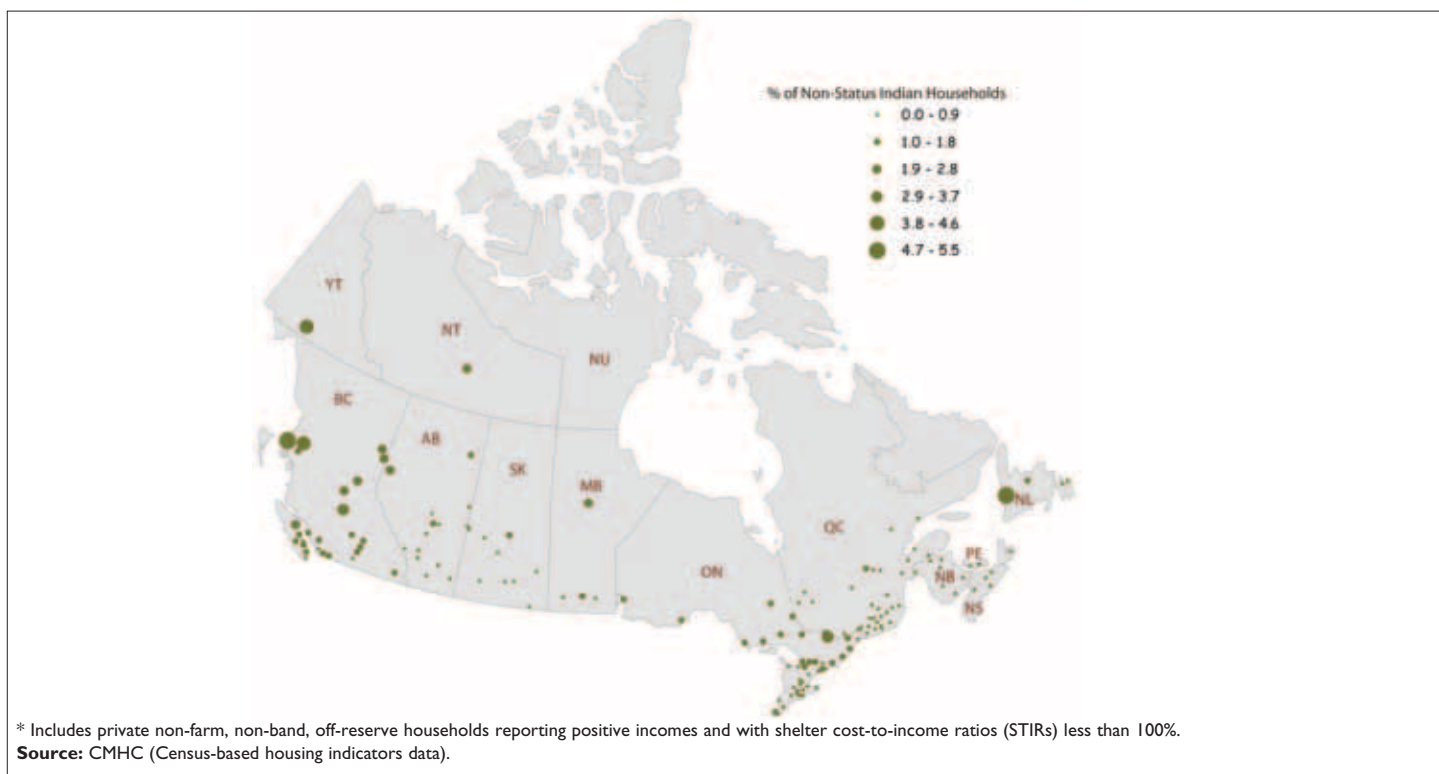 % of Non-Status Indian Households
0.0 - 0.9
1.0 - 1.8
1.9 - 2.8
2.9 - 3.7
3.8 - 4.6
4.7 - 5.5
YT
NT
NU
BC
AB
SK
MB
NL
QC
ON
PE
NB
NS
* Includes private non-farm, non-band, off-reserve households reporting positive incomes and with shelter cost-to-income ratios (STIRs) less than 100%.
Source: CMHC (Census-based housing indicators data).